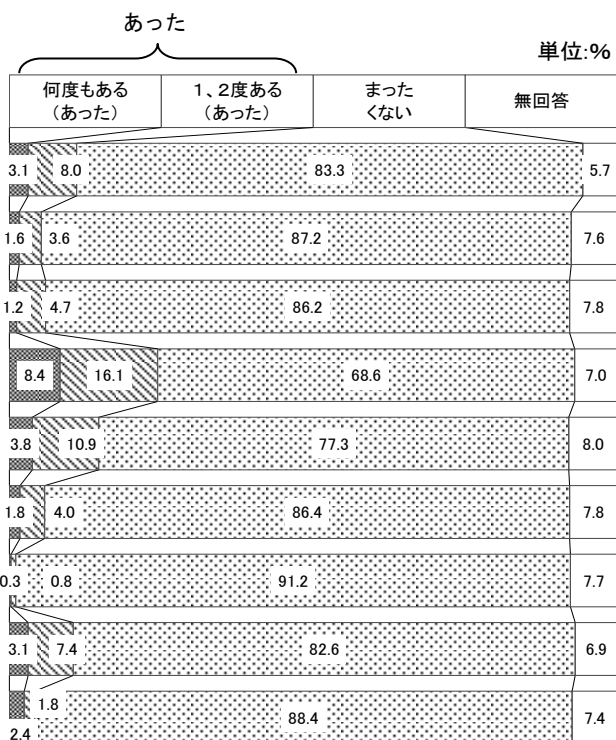 あった
単位:%
何度もある 1、2度ある まった 無回答
(あった) (あった) くない
3.1 8.0 83.3 5.7
1.6 3.6 87.2 7.6
1.2 4.7 86.2 7.8
8.4 16.1 68.6 7.0
3.8 10.9 77.3 8.0
1.8 4.0 86.4 7.8
0.3 0.8 91.2 7.7
3.1 7.4 82.6 6.9
2.4 1.8 88.4 7.4